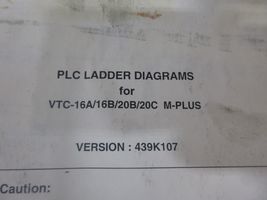 PLC LADDER DIAGRAMS
for
VTC-16A/16B/20B/20C M-PLUS
VERSION : 439K107
Caution: